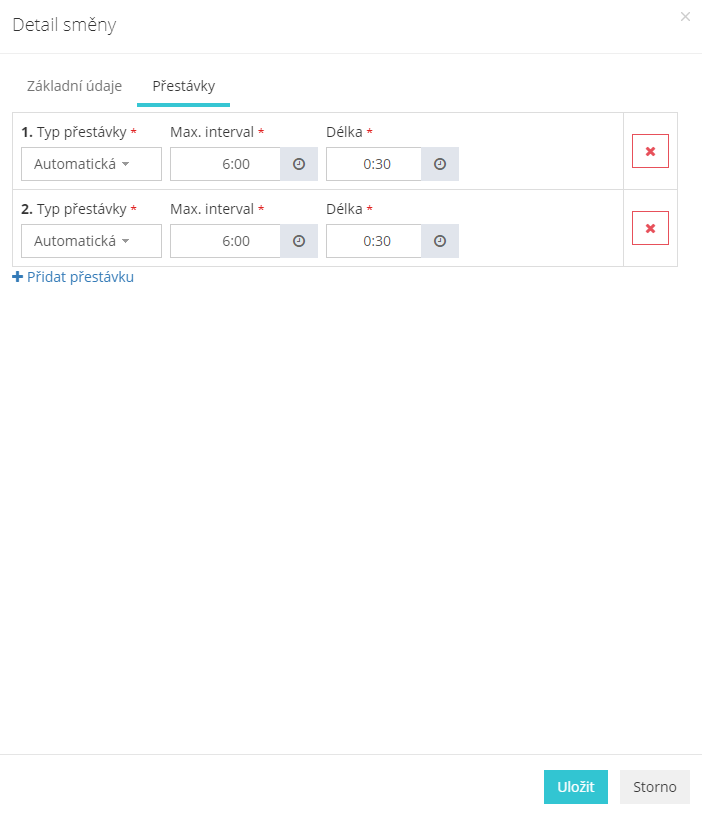 Detail směny
×
Základní údaje Přestávky
1. Typ přestávky * Max. interval * Délka *
Automatická 6:00 0:30
2. Typ přestávky * Max. interval * Délka *
Automatická 6:00 0:30
Přidat přestávku
Uložit Storno